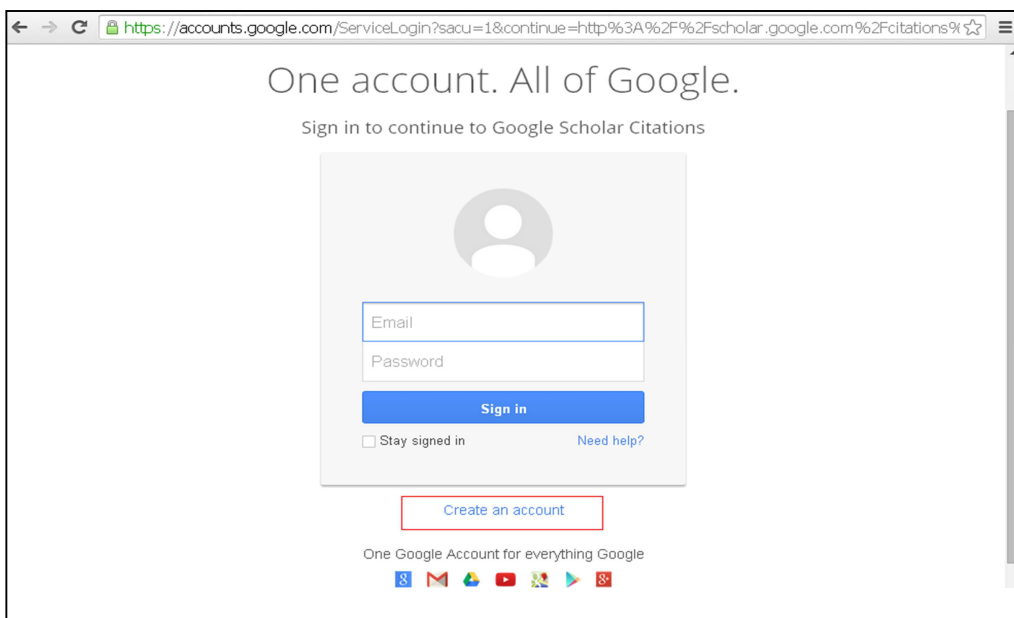 https://accounts.google.com/ServiceLogin?sacu=1&continue=http%3A%2F%2Fscholar.google.com%2Fcitations%
One account. All of Google.
Sign in to continue to Google Scholar Citations
Email
Password
Sign in
Stay signed in Need help?
Create an account
One Google Account for everything Google
8 8+